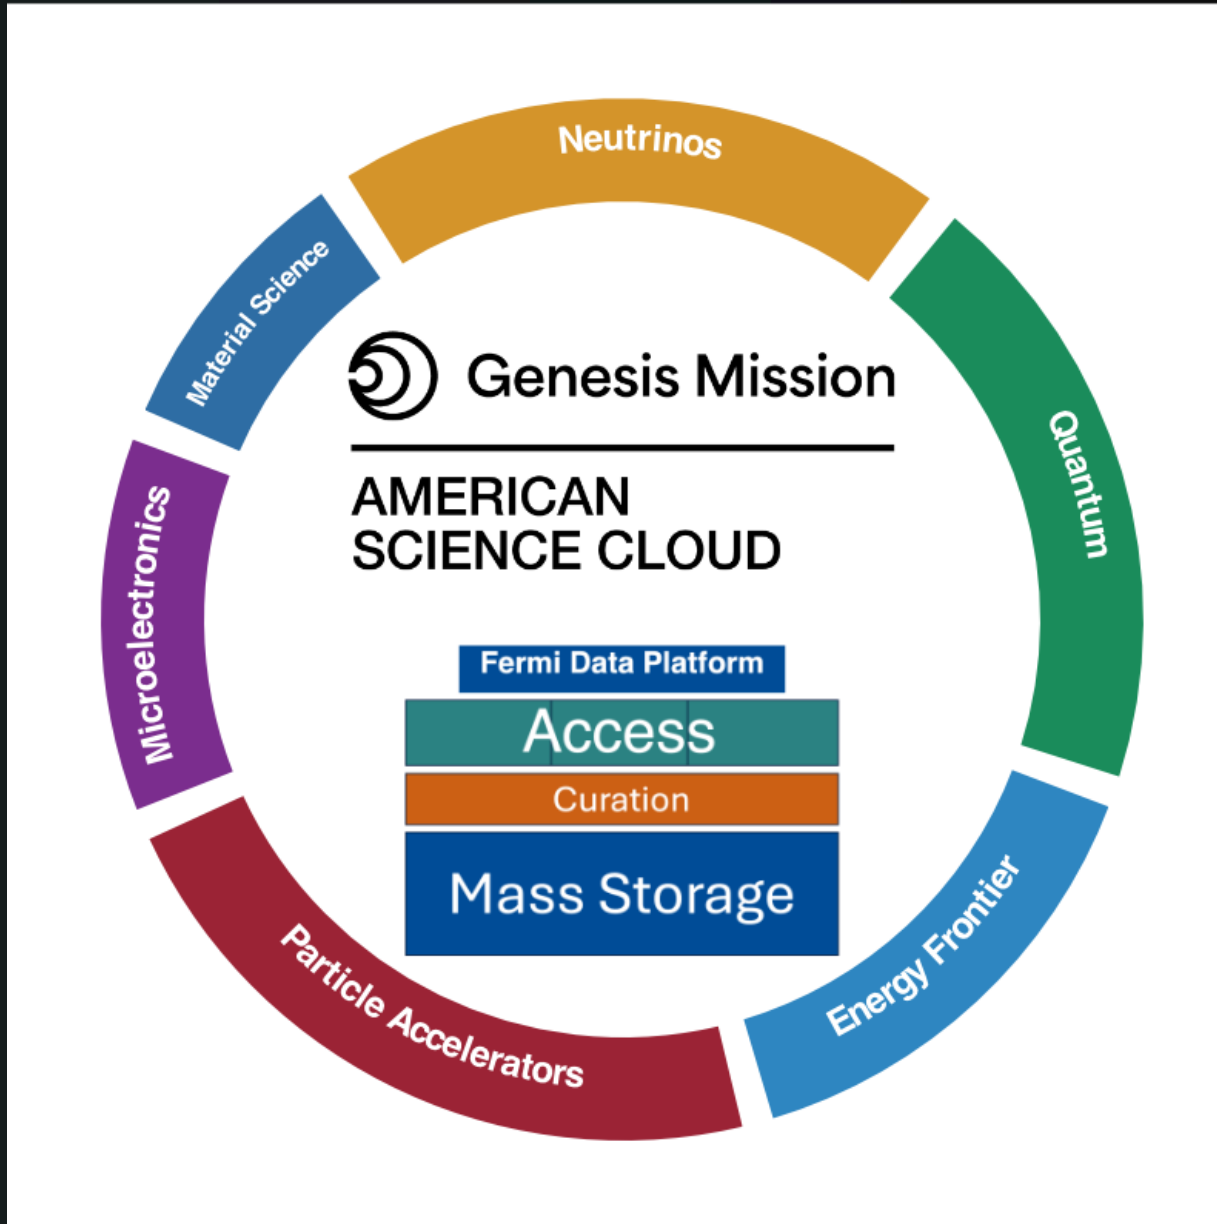 Neutrinos
Material Science
Quantum
Microelectronics
Genesis Mission
AMERICAN
SCIENCE CLOUD
Fermi Data Platform
Access
Curation
Mass Storage
Energy Frontier
Particle Accelerators